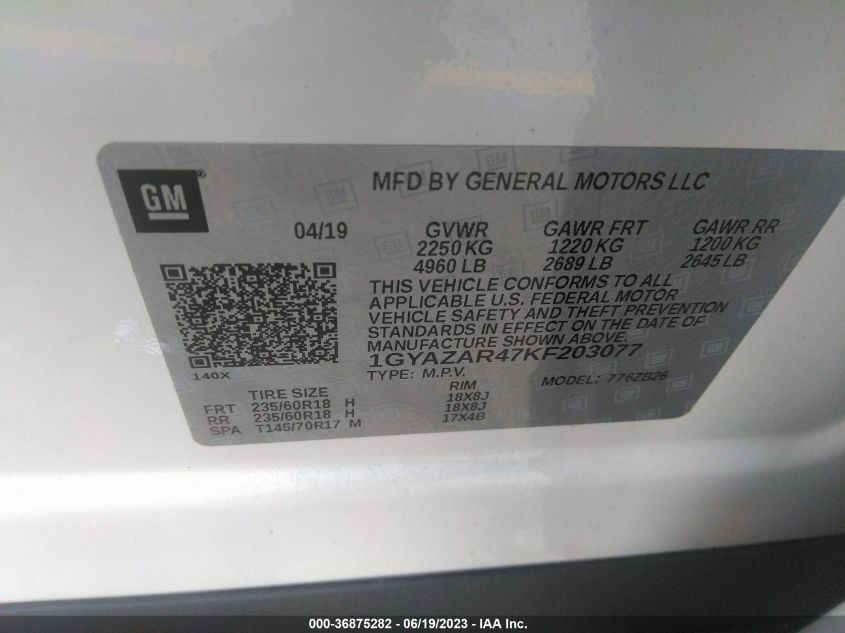 GM
MFD BY GENERAL MOTORS LLC
04/19 GVWR GAWR FRT GAWR RR
2250 KG 1220 KG 1200 KG
4960 LB 2689 LB 2645 LB
THIS VEHICLE CONFORMS TO ALL
APPLICABLE U.S. FEDERAL MOTOR
VEHICLE SAFETY AND THEFT PREVENTION
STANDARDS IN EFFECT ON THE DATE OF
MANUFACTURE SHOWN ABOVE.
1GYAZAR47KF203077
140X TYPE: M.P.V. MODEL: 776ZB26
TIRE SIZE RIM
FRT 235/60R18 H 18X8J
RR 235/60R18 H 18X8J
SPA T145/70R17 M 17X4B
000-36875282 - 06/19/2023 - IAA Inc.